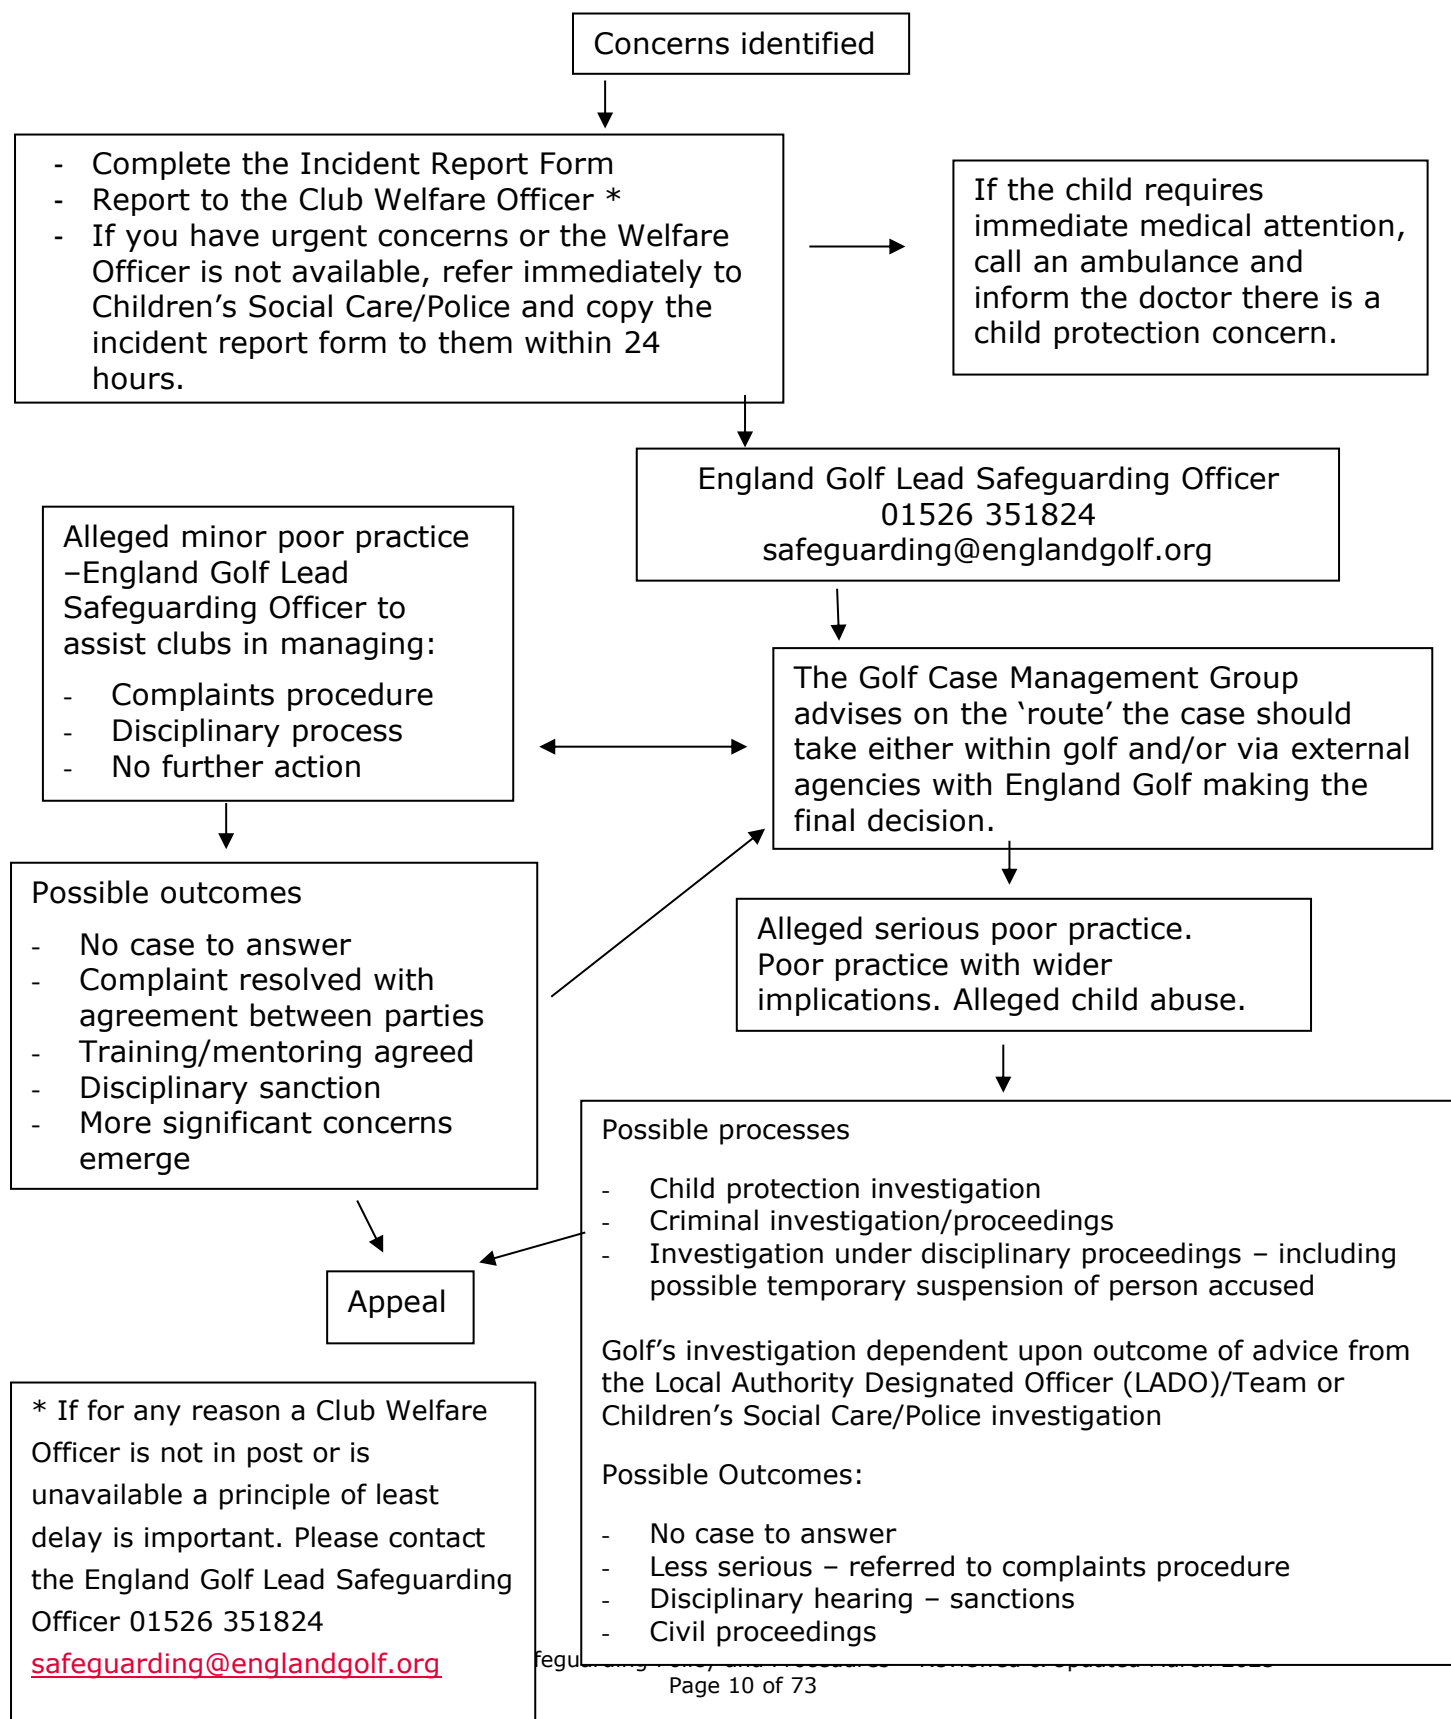 Concerns identified
- Complete the Incident Report Form
- Report to the Club Welfare Officer *
- If you have urgent concerns or the Welfare
Officer is not available, refer immediately to
Children’s Social Care/Police and copy the
incident report form to them within 24
hours.
If the child requires
immediate medical attention,
call an ambulance and
inform the doctor there is a
child protection concern.
England Golf Lead Safeguarding Officer
01526 351824
safeguarding@englandgolf.org
Alleged minor poor practice
–England Golf Lead
Safeguarding Officer to
assist clubs in managing:
- Complaints procedure
- Disciplinary process
- No further action
The Golf Case Management Group
advises on the ‘route’ the case should
take either within golf and/or via external
agencies with England Golf making the
final decision.
Possible outcomes
- No case to answer
- Complaint resolved with
agreement between parties
- Training/mentoring agreed
- Disciplinary sanction
- More significant concerns
emerge
Alleged serious poor practice.
Poor practice with wider
implications. Alleged child abuse.
Possible processes
- Child protection investigation
- Criminal investigation/proceedings
- Investigation under disciplinary proceedings – including
possible temporary suspension of person accused
Golf’s investigation dependent upon outcome of advice from
the Local Authority Designated Officer (LADO)/Team or
Children’s Social Care/Police investigation
Possible Outcomes:
- No case to answer
- Less serious – referred to complaints procedure
- Disciplinary hearing – sanctions
- Civil proceedings
Appeal
* If for any reason a Club Welfare
Officer is not in post or is
unavailable a principle of least
delay is important. Please contact
the England Golf Lead Safeguarding
Officer 01526 351824
safeguarding@englandgolf.org
Page 10 of 73